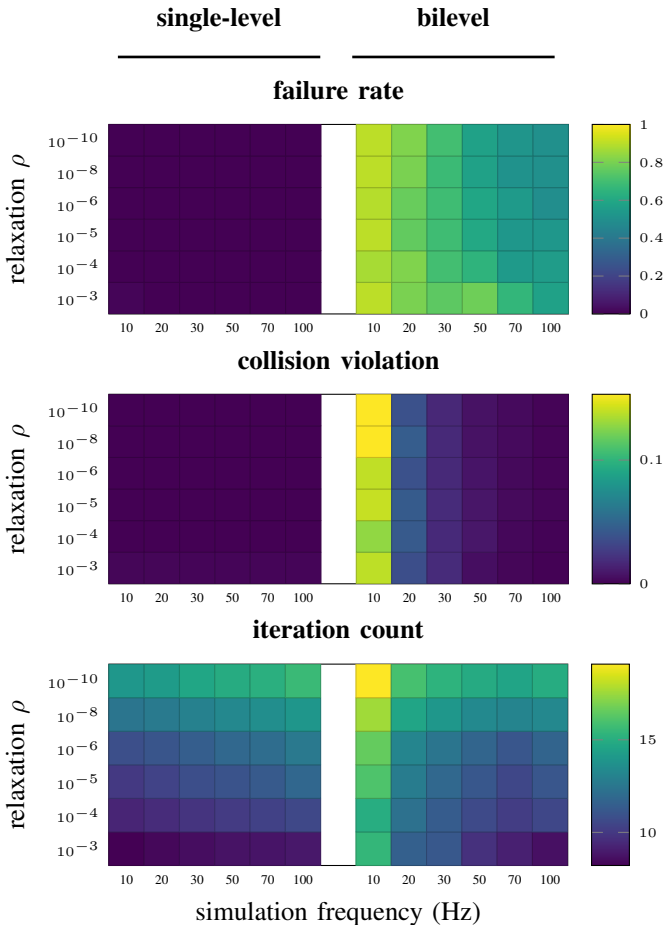 single-level bilevel
failure rate
relaxation ρ
10⁻¹⁰
10⁻⁸
10⁻⁶
10⁻⁵
10⁻⁴
10⁻³
10 20 30 50 70 100 10 20 30 50 70 100
1
0.8
0.6
0.4
0.2
0
collision violation
relaxation ρ
10⁻¹⁰
10⁻⁸
10⁻⁶
10⁻⁵
10⁻⁴
10⁻³
10 20 30 50 70 100 10 20 30 50 70 100
0.1
0
iteration count
relaxation ρ
10⁻¹⁰
10⁻⁸
10⁻⁶
10⁻⁵
10⁻⁴
10⁻³
10 20 30 50 70 100 10 20 30 50 70 100
15
10
simulation frequency (Hz)